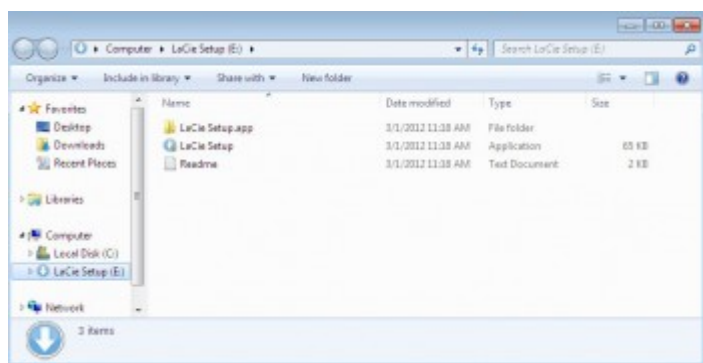 Computer ▸ LaCie Setup (E:) ▸
Search LaCie Setup (E:)
Organize Include in library Share with New folder
Favorites
Desktop
Downloads
Recent Places
Libraries
Computer
Local Disk (C:)
LaCie Setup (E:)
Network
Name Date modified Type Size
LaCie Setup.app 3/1/2012 11:38 AM File folder
LaCie Setup 3/1/2012 11:38 AM Application 65 KB
Readme 3/1/2012 11:38 AM Text Document 2 KB
3 items